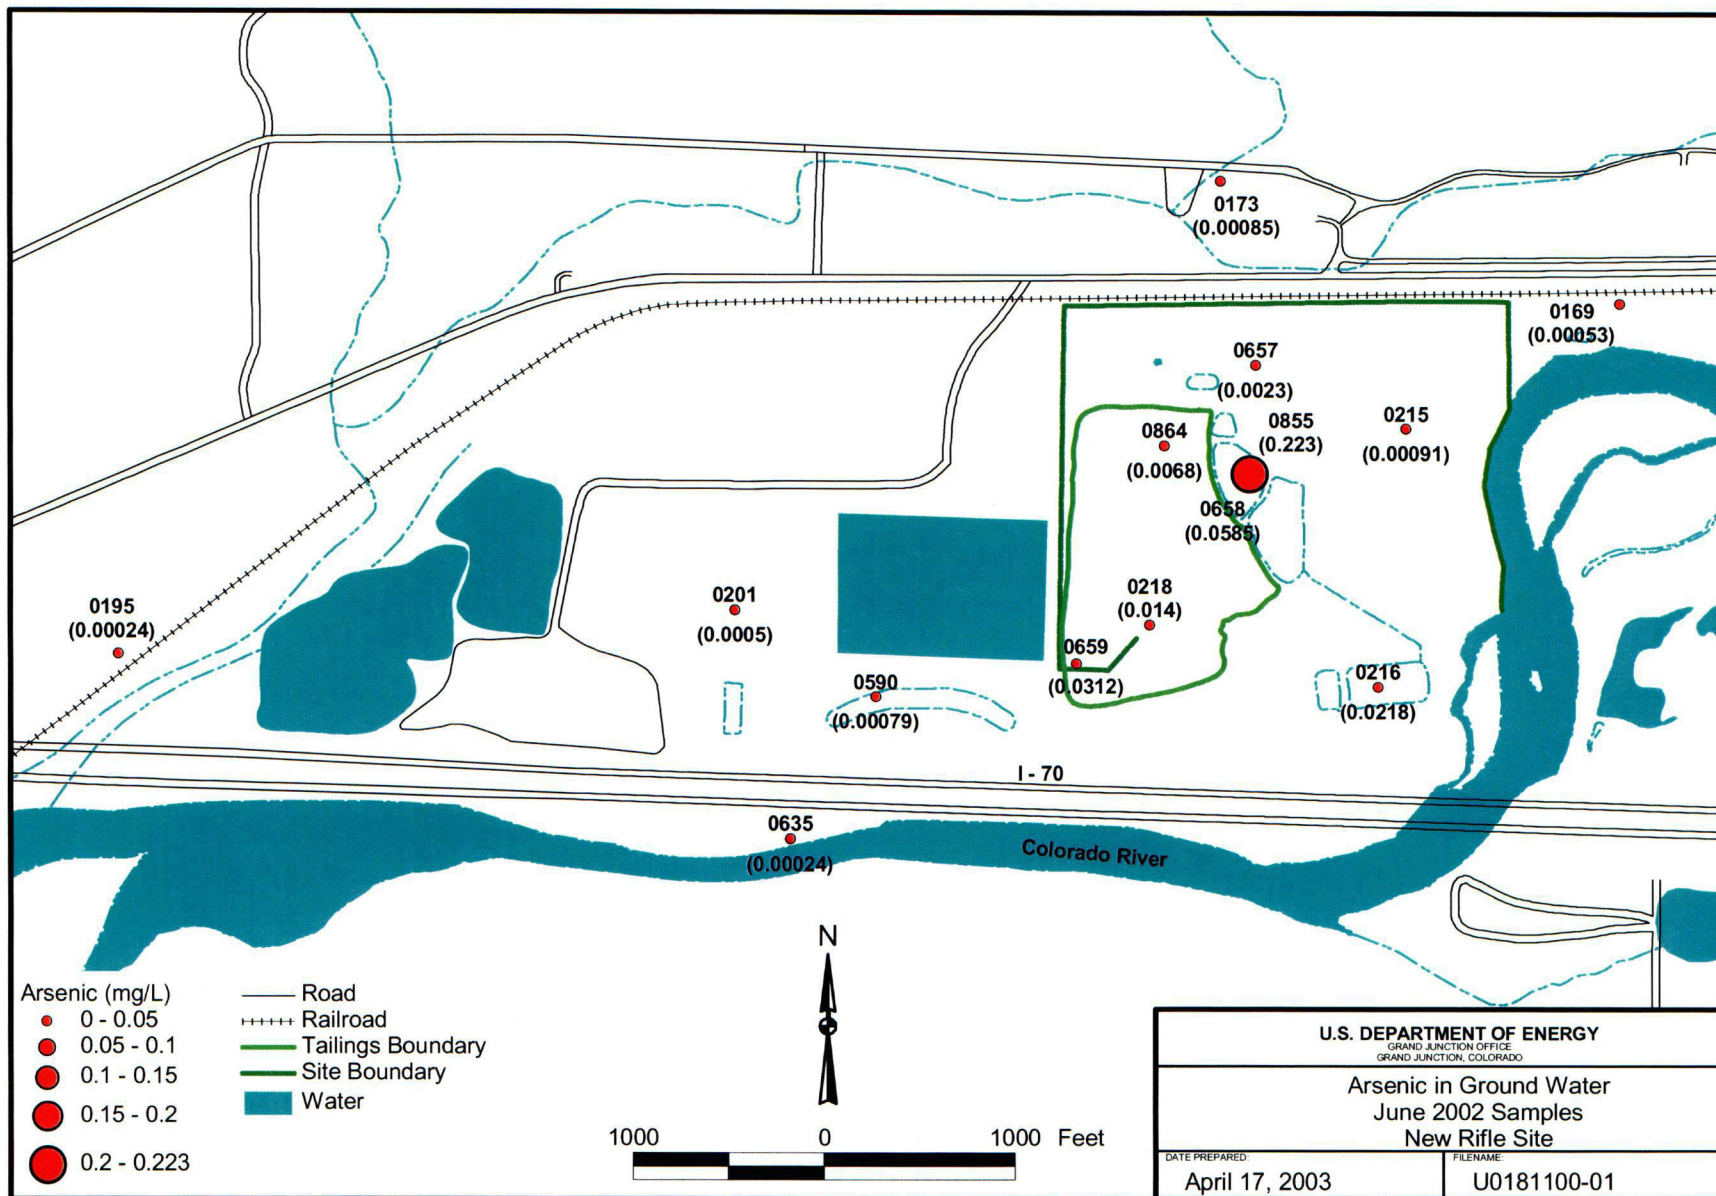 0173
(0.00085)
0169
(0.00053)
0657
(0.0023)
0855
(0.223)
0215
(0.00091)
0864
(0.0068)
0658
(0.0585)
0195
(0.00024)
0201
(0.0005)
0218
(0.014)
0659
(0.0312)
0590
(0.00079)
0216
(0.0218)
I - 70
0635
(0.00024)
Colorado River
N
Arsenic (mg/L)
0 - 0.05
0.05 - 0.1
0.1 - 0.15
0.15 - 0.2
0.2 - 0.223
Road
Railroad
Tailings Boundary
Site Boundary
Water
1000 0 1000 Feet
U.S. DEPARTMENT OF ENERGY
GRAND JUNCTION OFFICE
GRAND JUNCTION, COLORADO
Arsenic in Ground Water
June 2002 Samples
New Rifle Site
DATE PREPARED:
April 17, 2003
FILENAME:
U0181100-01